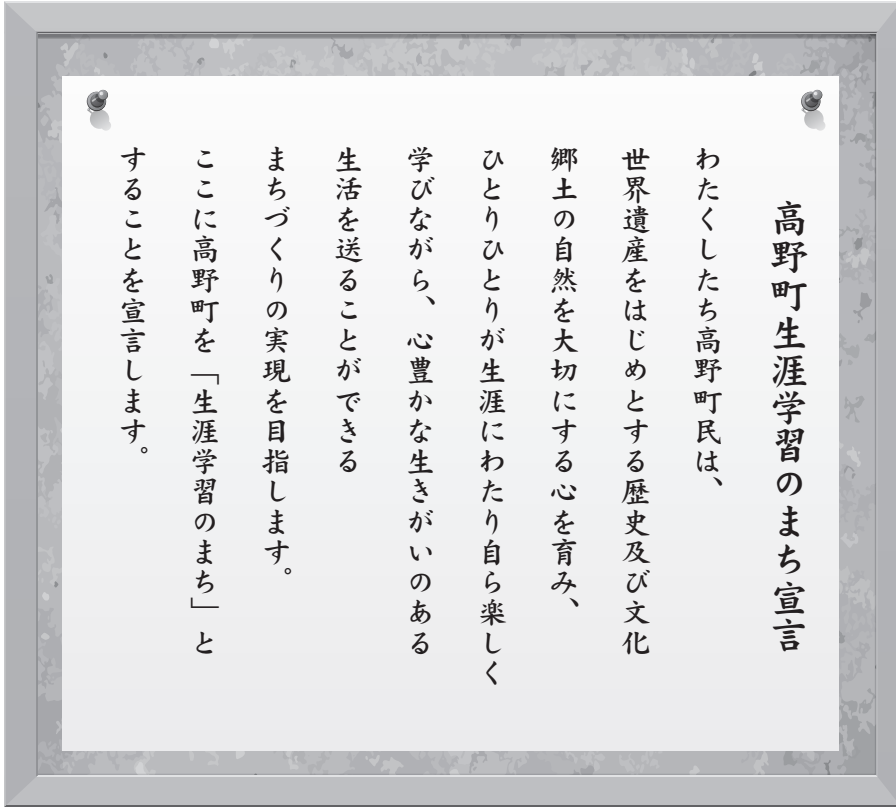 高野町生涯学習のまち宣言
わたくしたち高野町民は、
世界遺産をはじめとする歴史及び文化
郷土の自然を大切にする心を育み、
ひとりひとりが生涯にわたり自ら楽しく
学びながら、心豊かな生きがいのある
生活を送ることができる
まちづくりの実現を目指します。
ここに高野町を「生涯学習のまち」と
することを宣言します。